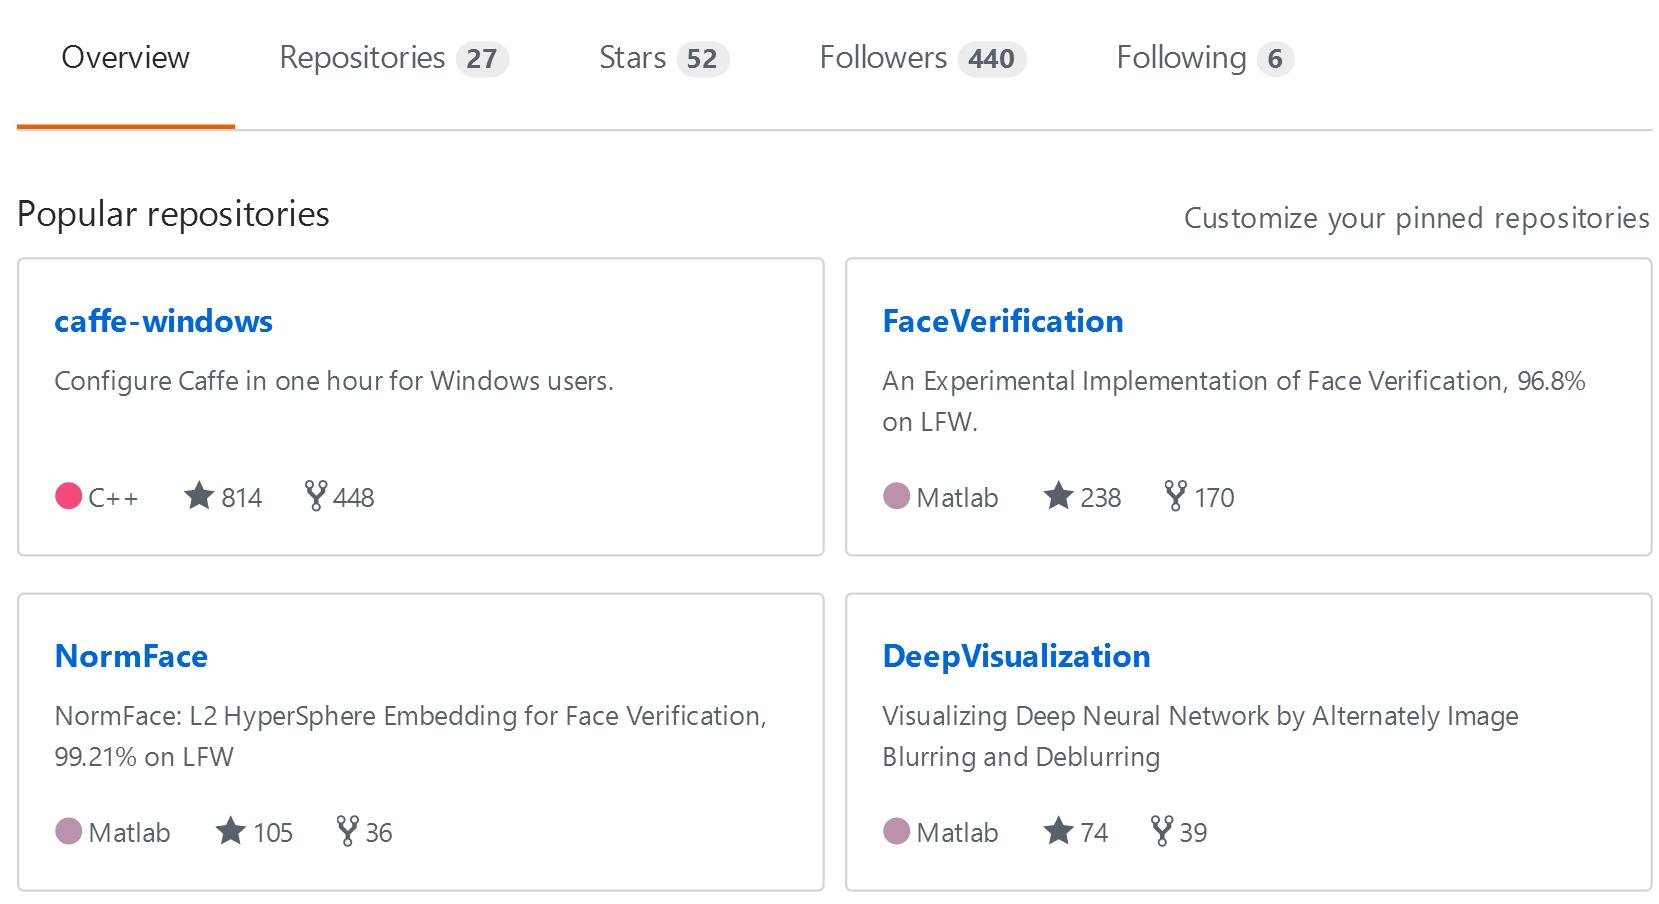 Overview Repositories 27 Stars 52 Followers 440 Following 6
Popular repositories Customize your pinned repositories
caffe-windows
Configure Caffe in one hour for Windows users.
C++ 814 448
FaceVerification
An Experimental Implementation of Face Verification, 96.8%
on LFW.
Matlab 238 170
NormFace
NormFace: L2 HyperSphere Embedding for Face Verification,
99.21% on LFW
Matlab 105 36
DeepVisualization
Visualizing Deep Neural Network by Alternately Image
Blurring and Deblurring
Matlab 74 39